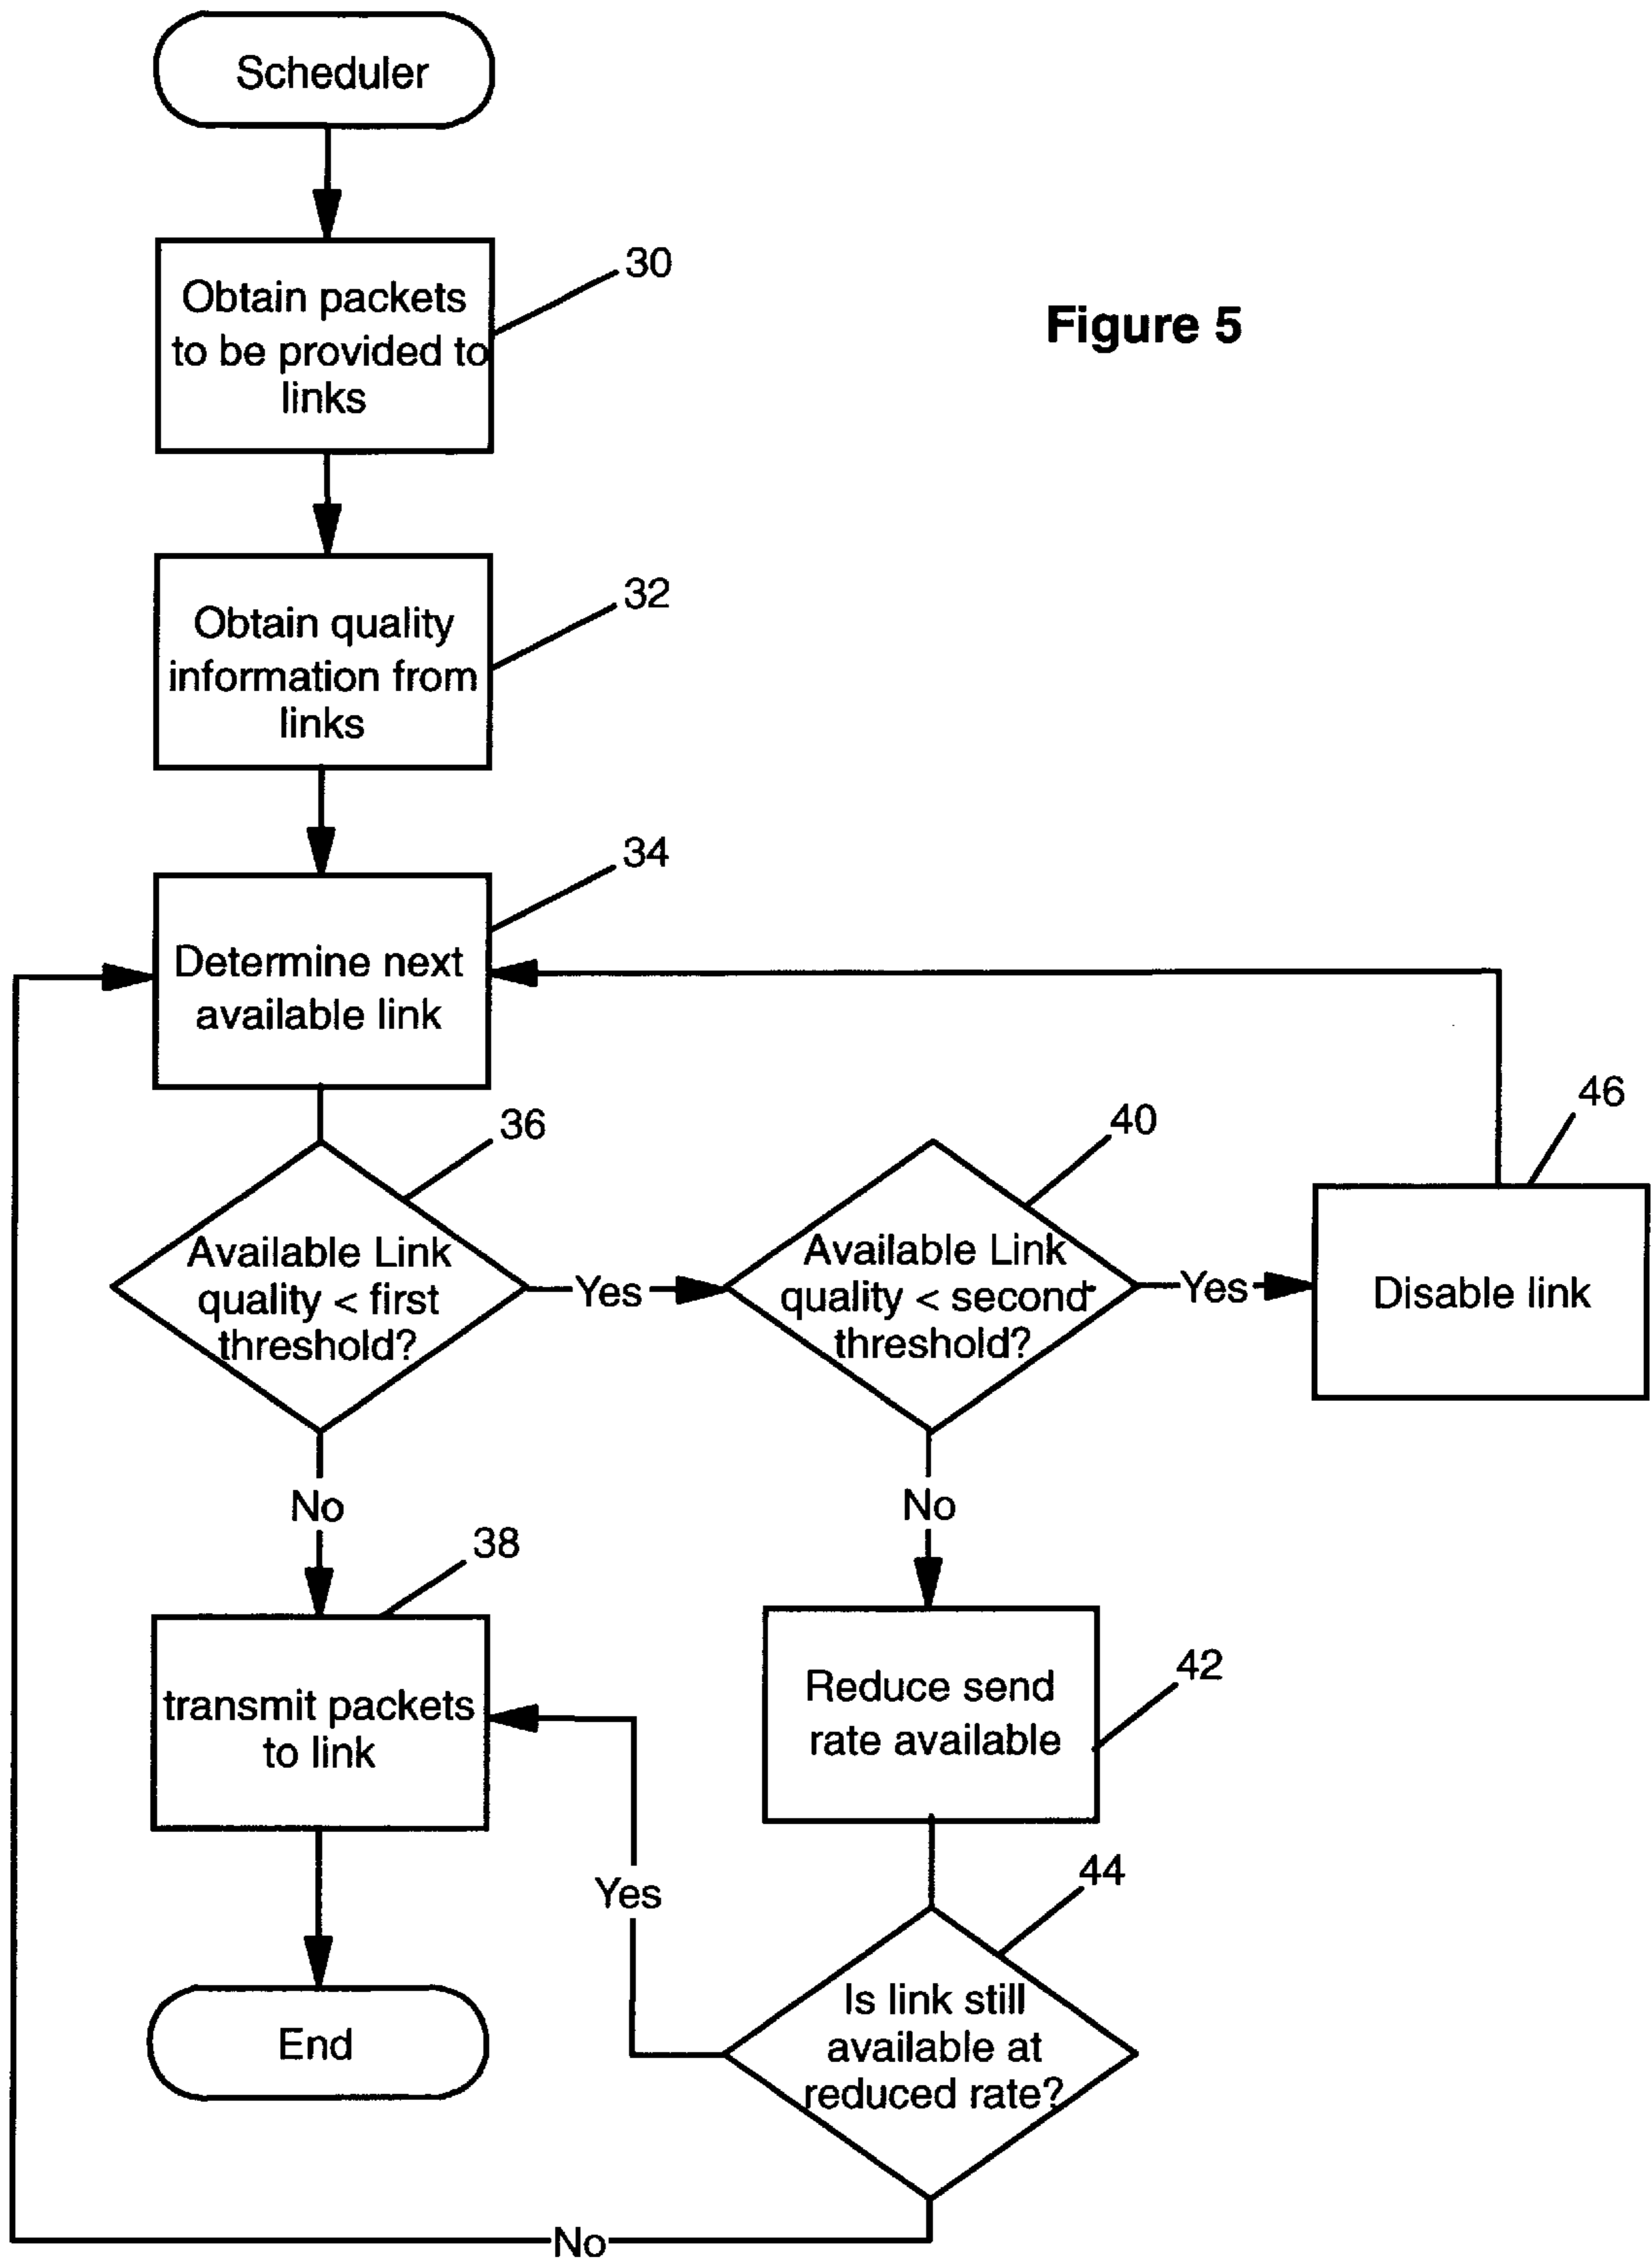 Scheduler
30
Obtain packets
to be provided to
links
Figure 5
32
Obtain quality
information from
links
34
Determine next
available link
36
40
46
Available Link
quality < first
threshold?
Yes
Available Link
quality < second
threshold?
Yes
Disable link
No
No
38
transmit packets
to link
Reduce send
rate available
42
Yes
44
End
Is link still
available at
reduced rate?
No